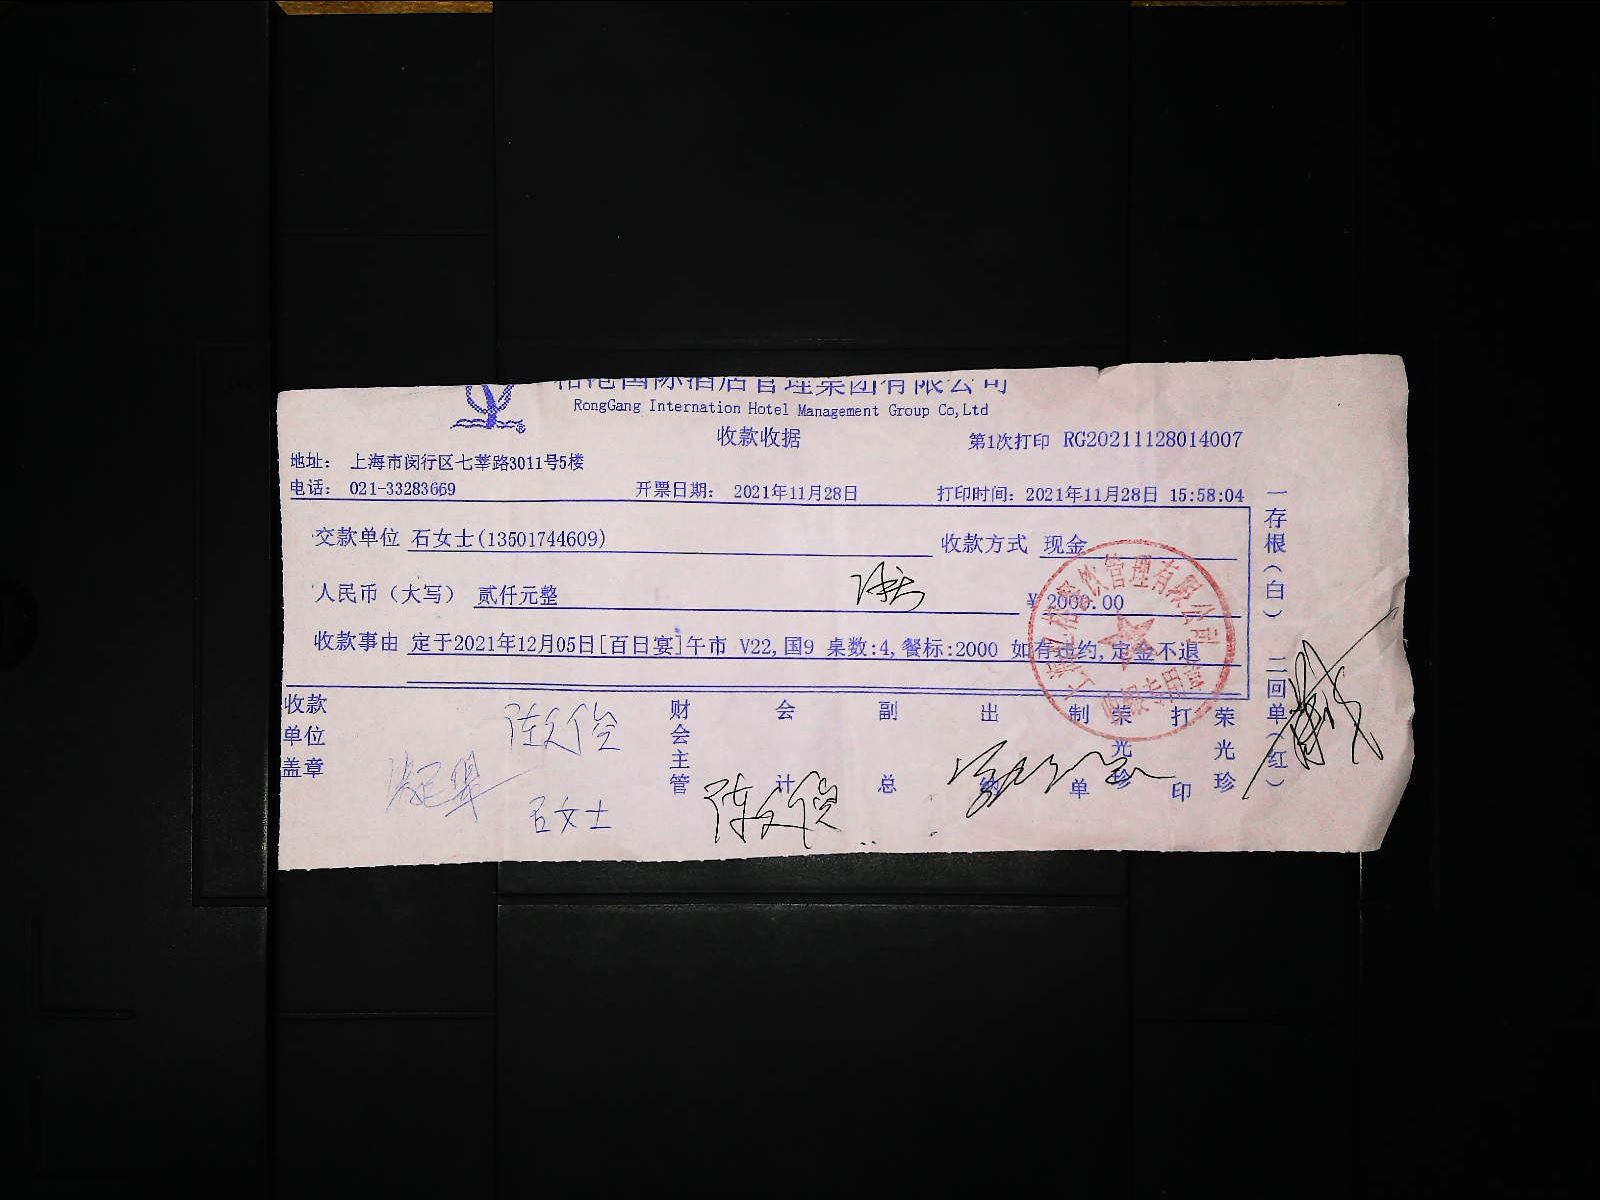 RongGang Internation Hotel Management Group Co,Ltd
收款收据
第1次打印 RG20211128014007
地址： 上海市闵行区七莘路3011号5楼
电话： 021-33283669 开票日期： 2021年11月28日 打印时间：2021年11月28日 15:58:04
交款单位 石女士(13501744609) 收款方式 现金
人民币（大写） 贰仟元整 ¥ 2000.00
收款事由 定于2021年12月05日[百日宴]午市 V22,国9 桌数:4,餐标:2000 如有违约,定金不退
收款单位盖章
石女士
财会主管
会计
副总
出纳
制单 荣光珍
打印 荣光珍
一存根(白) 二回单(红)